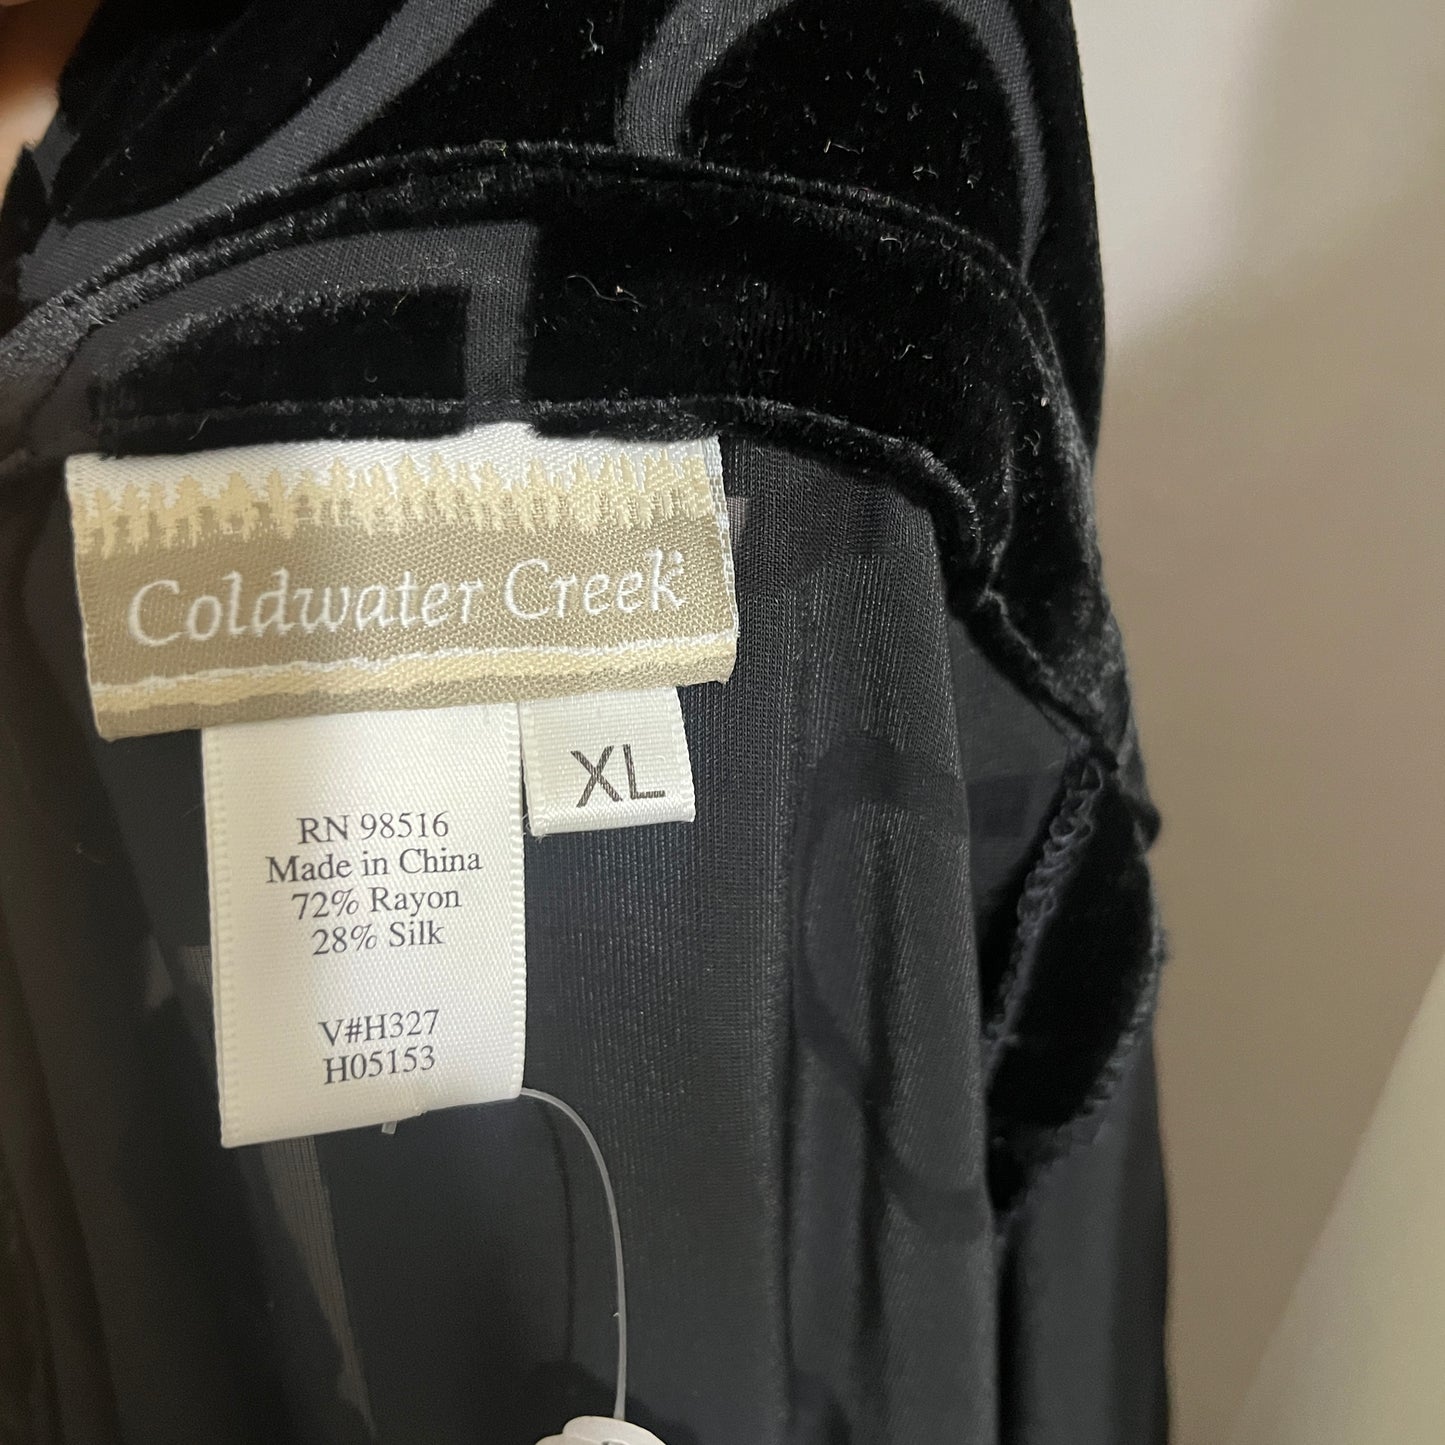 Coldwater Creek
XL
RN 98516
Made in China
72% Rayon
28% Silk
V#H327
H05153